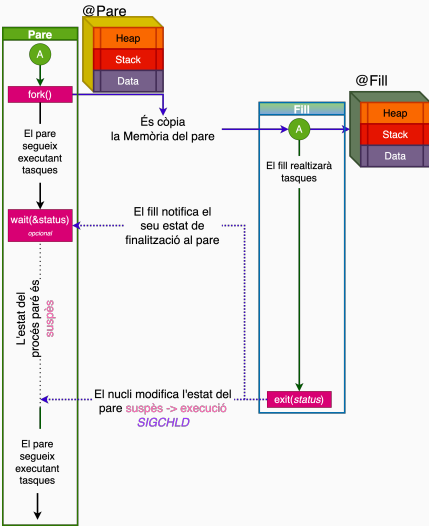 @Pare
Pare
Heap
Stack
Data
A
fork()
És còpia
la Memòria del pare
@Fill
Heap
Stack
Data
Fill
A
El pare
segueix
executant
tasques
El fill realtizarà
tasques
wait(&status)
opcional
El fill notifica el
seu estat de
finalització al pare
L'estat del
procés paré és
suspès
El nucli modifica l'estat del
pare suspès -> execució
SIGCHLD
exit(status)
El pare
segueix
executant
tasques